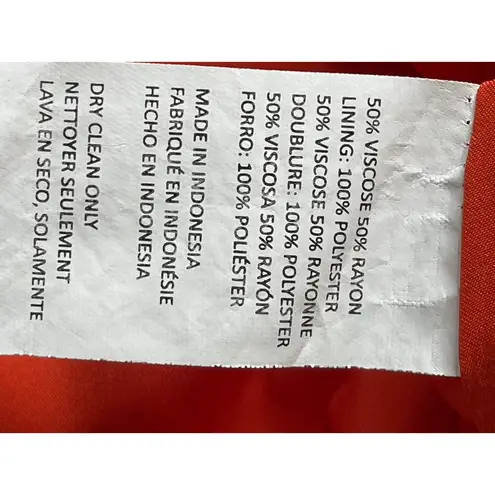 50% VISCOSE 50% RAYON
LINING: 100% POLYESTER
50% VISCOSE 50% RAYONNE
DOUBLURE: 100% POLYESTER
50% VISCOSA 50% RAYÓN
FORRO: 100% POLIÉSTER
MADE IN INDONESIA
FABRIQUÉ EN INDONÉSIE
HECHO EN INDONESIA
DRY CLEAN ONLY
NETTOYER SEULEMENT
LAVA EN SECO, SOLAMENTE